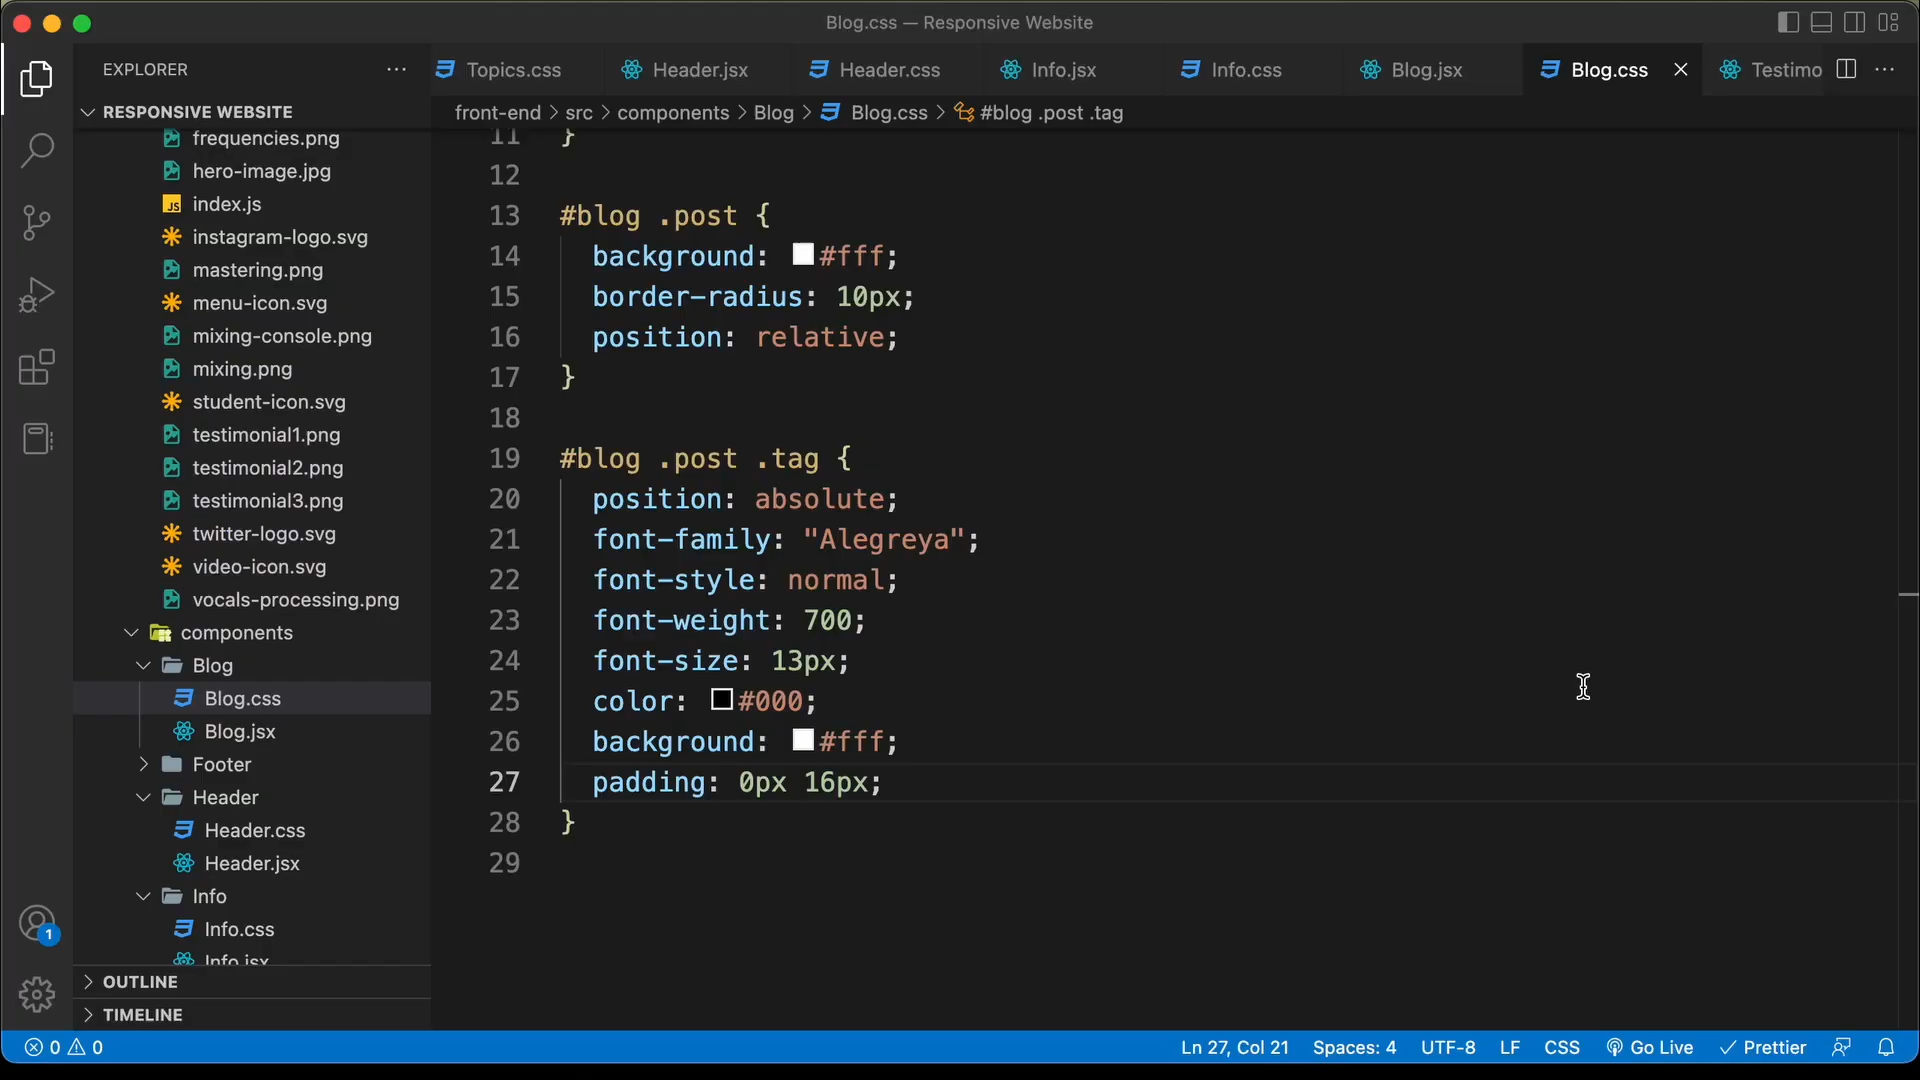 Blog.css — Responsive Website
EXPLORER
Topics.css
Header.jsx
Header.css
Info.jsx
Info.css
Blog.jsx
Blog.css
Testimo
RESPONSIVE WEBSITE
front-end > src > components > Blog > Blog.css > #blog .post .tag
frequencies.png
hero-image.jpg
JS index.js
instagram-logo.svg
mastering.png
menu-icon.svg
mixing-console.png
mixing.png
student-icon.svg
testimonial1.png
testimonial2.png
testimonial3.png
twitter-logo.svg
video-icon.svg
vocals-processing.png
components
Blog
Blog.css
Blog.jsx
Footer
Header
Header.css
Header.jsx
Info
Info.css
Info.jsx
OUTLINE
TIMELINE
11 }
12
13 #blog .post {
14 background: #fff;
15 border-radius: 10px;
16 position: relative;
17 }
18
19 #blog .post .tag {
20 position: absolute;
21 font-family: "Alegreya";
22 font-style: normal;
23 font-weight: 700;
24 font-size: 13px;
25 color: #000;
26 background: #fff;
27 padding: 0px 16px;
28 }
29
1
0 0
Ln 27, Col 21
Spaces: 4
UTF-8
LF
CSS
Go Live
Prettier